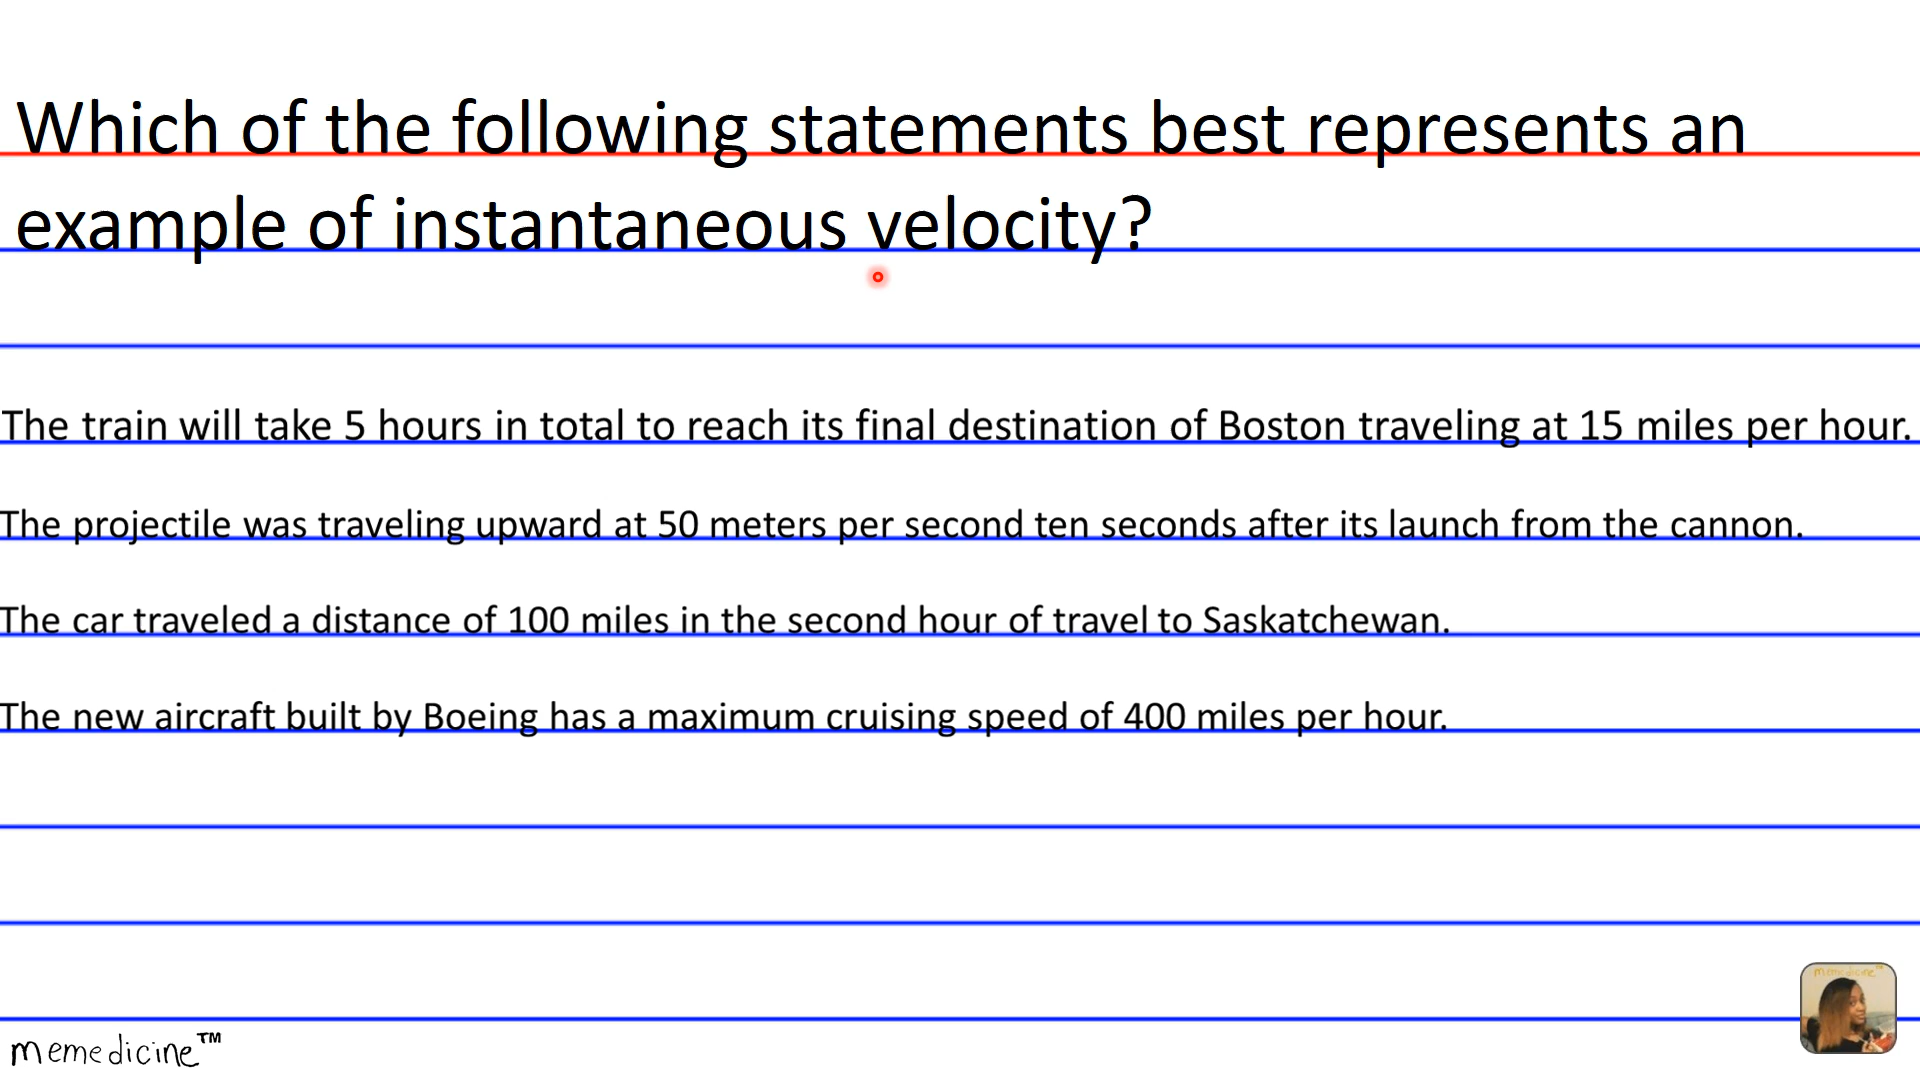 Which of the following statements best represents an
example of instantaneous velocity?
The train will take 5 hours in total to reach its final destination of Boston traveling at 15 miles per hour.
The projectile was traveling upward at 50 meters per second ten seconds after its launch from the cannon.
The car traveled a distance of 100 miles in the second hour of travel to Saskatchewan.
The new aircraft built by Boeing has a maximum cruising speed of 400 miles per hour.
memedicine™
memedicine™